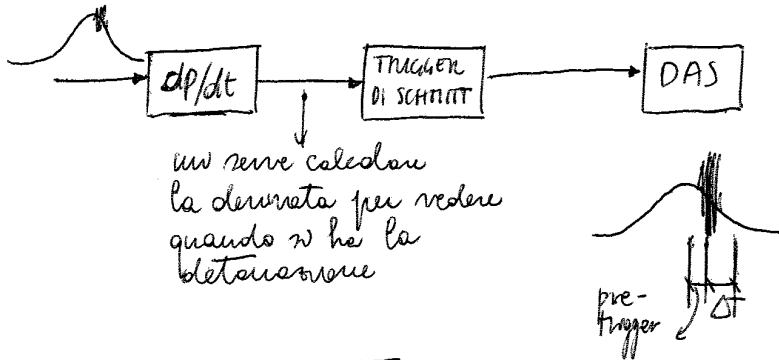 dp/dt
TRIGGER
DI SCHMITT
DAS
mi serve calcolare
la derivata per vedere
quando si ha la
detonazione
pre-
trigger
Δt